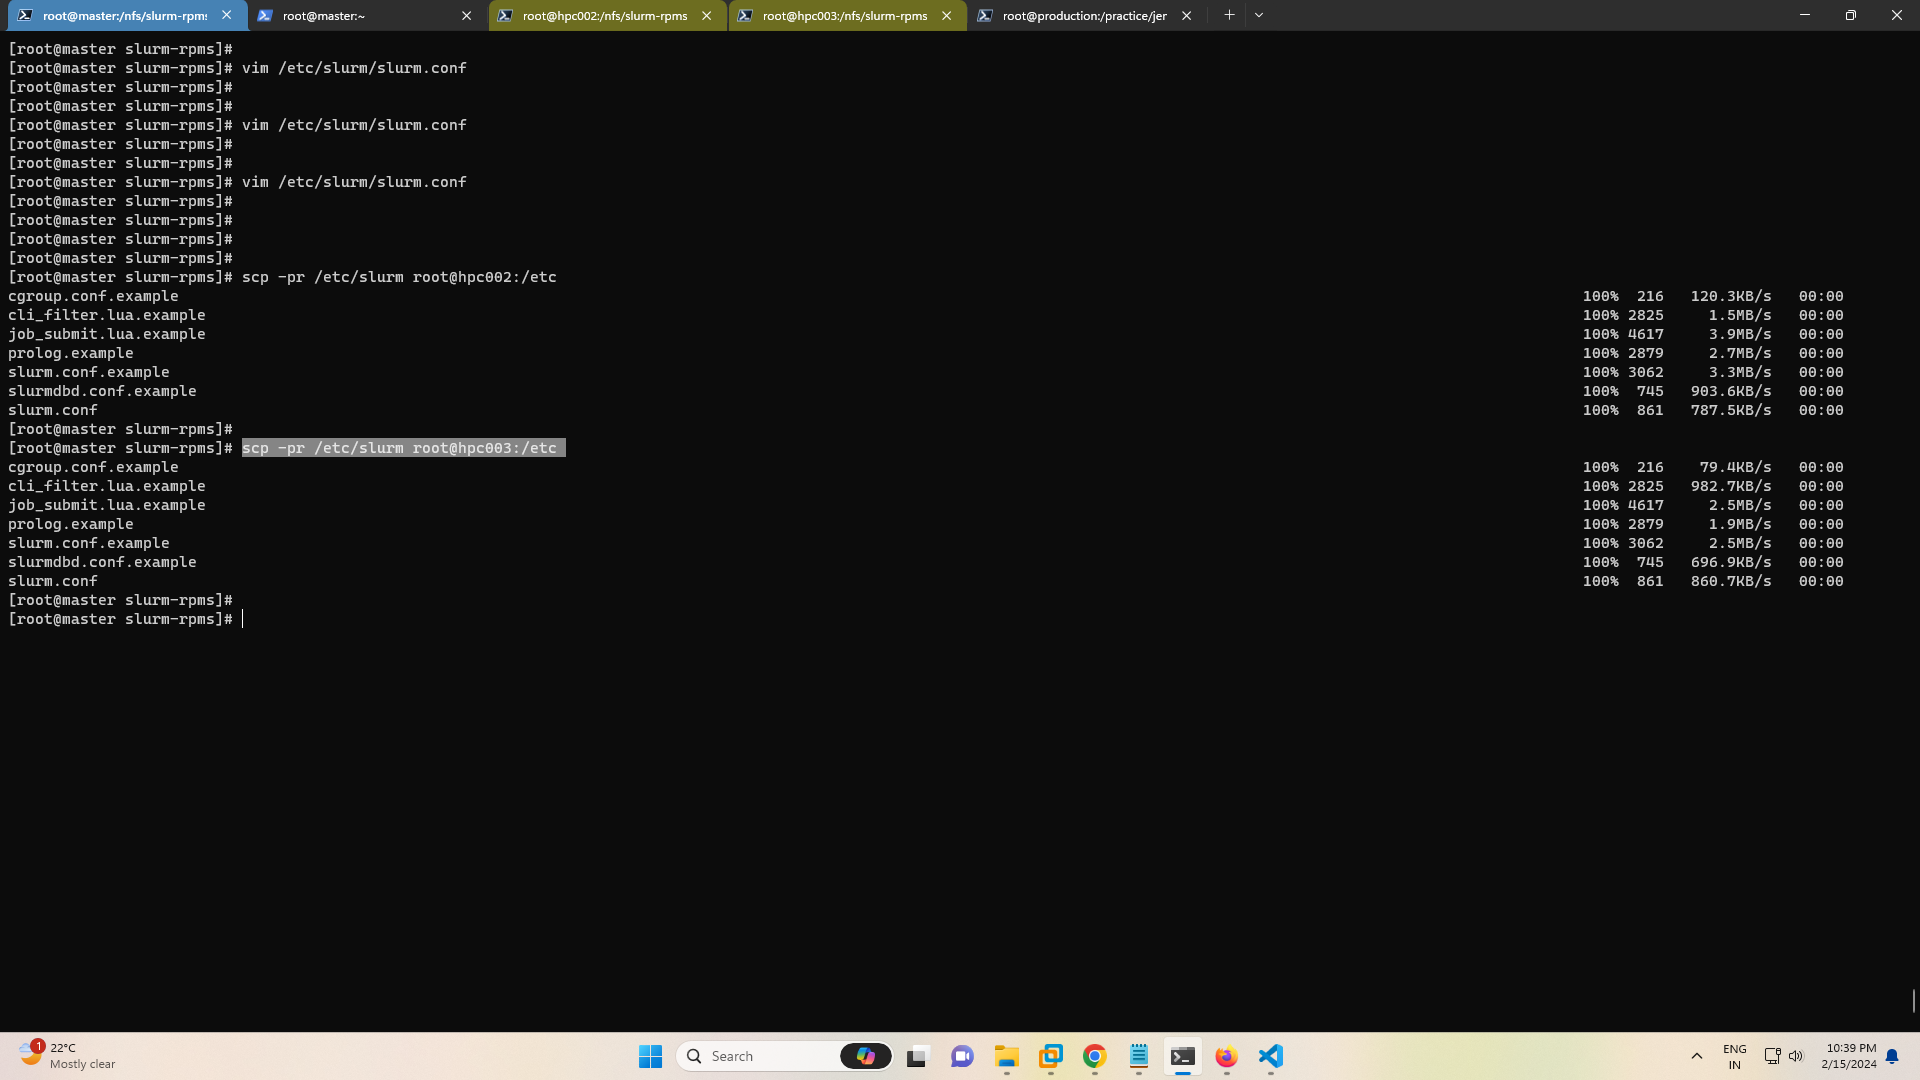 root@master:/nfs/slurm-rpms
root@master:~
root@hpc002:/nfs/slurm-rpms
root@hpc003:/nfs/slurm-rpms
root@production:/practice/jer
[root@master slurm-rpms]#
[root@master slurm-rpms]# vim /etc/slurm/slurm.conf
[root@master slurm-rpms]#
[root@master slurm-rpms]#
[root@master slurm-rpms]# vim /etc/slurm/slurm.conf
[root@master slurm-rpms]#
[root@master slurm-rpms]#
[root@master slurm-rpms]# vim /etc/slurm/slurm.conf
[root@master slurm-rpms]#
[root@master slurm-rpms]#
[root@master slurm-rpms]#
[root@master slurm-rpms]#
[root@master slurm-rpms]# scp -pr /etc/slurm root@hpc002:/etc
cgroup.conf.example 100% 216 120.3KB/s 00:00
cli_filter.lua.example 100% 2825 1.5MB/s 00:00
job_submit.lua.example 100% 4617 3.9MB/s 00:00
prolog.example 100% 2879 2.7MB/s 00:00
slurm.conf.example 100% 3062 3.3MB/s 00:00
slurmdbd.conf.example 100% 745 903.6KB/s 00:00
slurm.conf 100% 861 787.5KB/s 00:00
[root@master slurm-rpms]#
[root@master slurm-rpms]# scp -pr /etc/slurm root@hpc003:/etc
cgroup.conf.example 100% 216 79.4KB/s 00:00
cli_filter.lua.example 100% 2825 982.7KB/s 00:00
job_submit.lua.example 100% 4617 2.5MB/s 00:00
prolog.example 100% 2879 1.9MB/s 00:00
slurm.conf.example 100% 3062 2.5MB/s 00:00
slurmdbd.conf.example 100% 745 696.9KB/s 00:00
slurm.conf 100% 861 860.7KB/s 00:00
[root@master slurm-rpms]#
[root@master slurm-rpms]#
1
22°C
Mostly clear
Search
ENG
IN
10:39 PM
2/15/2024